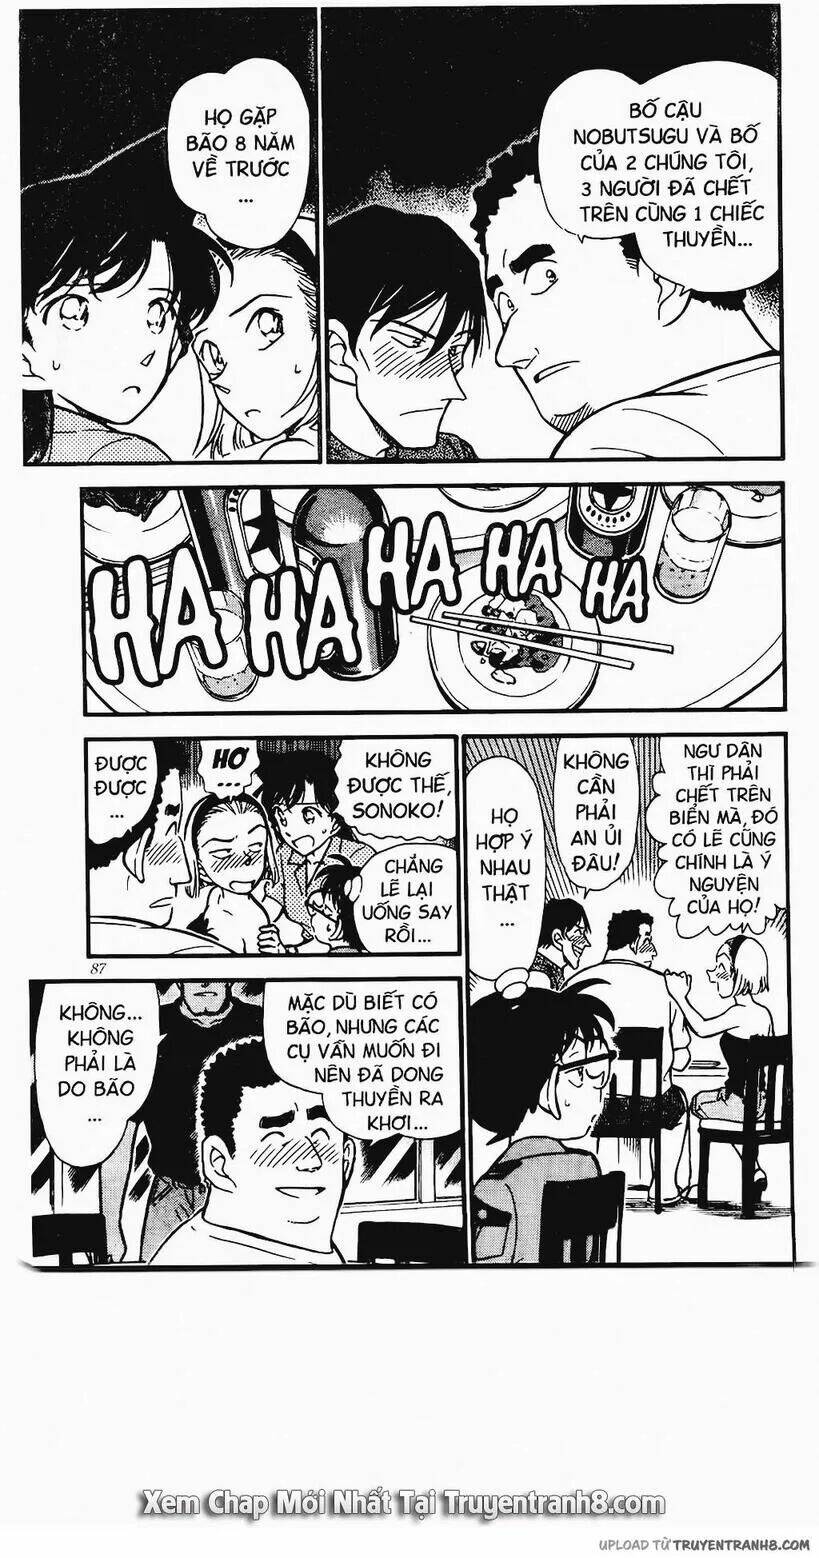 BỐ CẬU
NOBUTSUGU VÀ BỐ
CỦA 2 CHÚNG TÔI,
3 NGƯỜI ĐÃ CHẾT
TRÊN CÙNG 1 CHIẾC
THUYỀN...
HỌ GẶP
BÃO 8 NĂM
VỀ TRƯỚC
...
HA HA HA HA HA
NGƯ DÂN
THÌ PHẢI
CHẾT TRÊN
BIỂN MÀ, ĐÓ
CÓ LẼ CŨNG
CHÍNH LÀ Ý
NGUYỆN
CỦA HỌ!
KHÔNG
CẦN
PHẢI
AN ỦI
ĐÂU!
HỌ
HỢP Ý
NHAU
THẬT
...
KHÔNG
ĐƯỢC THẾ,
SONOKO!
HƠ
...
ĐƯỢC
ĐƯỢC
...
CHẲNG
LẼ LẠI
UỐNG SAY
RỒI...
87
MẶC DÙ BIẾT CÓ
BÃO, NHƯNG CÁC
CỤ VẪN MUỐN ĐI
NÊN ĐÃ DONG
THUYỀN RA
KHƠI...
KHÔNG...
KHÔNG
PHẢI LÀ
DO BÃO
...
Xem Chap Mới Nhất Tại Truyentranh8.com
UPLOAD TỪ TRUYENTRANH8.COM